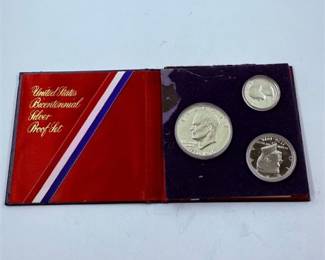 United States
Bicentennial
Silver
Proof Set